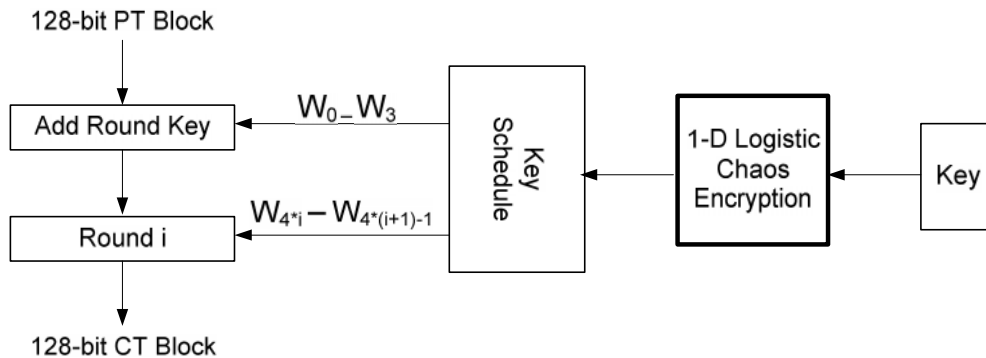 128-bit PT Block
Add Round Key
W0 – W3
Round i
W4*i – W4*(i+1)-1
128-bit CT Block
Key
Schedule
1-D Logistic
Chaos
Encryption
Key